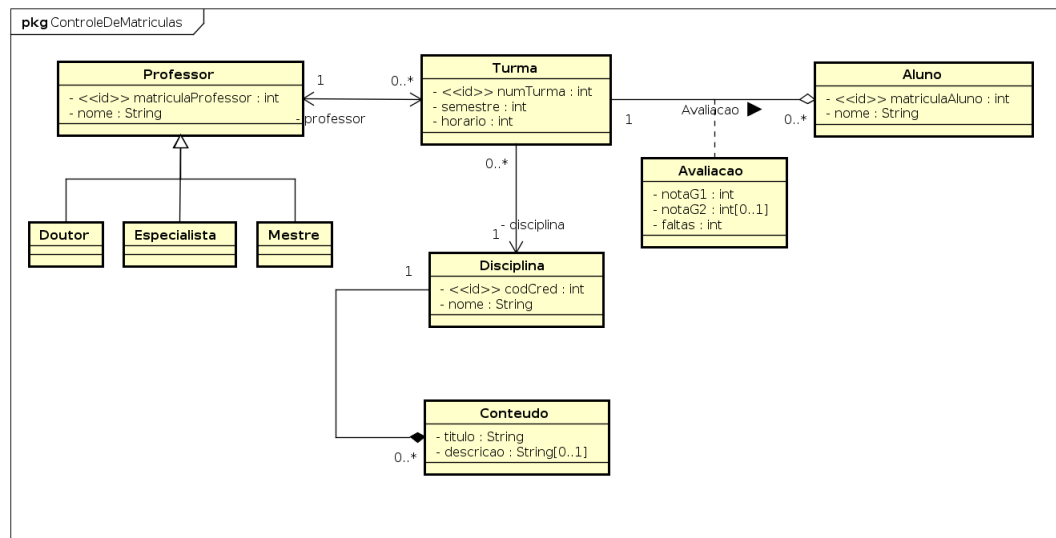 pkg ControleDeMatriculas
Professor
- <<id>> matriculaProfessor : int
- nome : String
1
0..*
- professor
Turma
- <<id>> numTurma : int
- semestre : int
- horario : int
1
Avaliacao
0..*
Aluno
- <<id>> matriculaAluno : int
- nome : String
Avaliacao
- notaG1 : int
- notaG2 : int[0..1]
- faltas : int
Doutor
Especialista
Mestre
0..*
- disciplina
1
Disciplina
- <<id>> codCred : int
- nome : String
1
0..*
Conteudo
- titulo : String
- descricao : String[0..1]